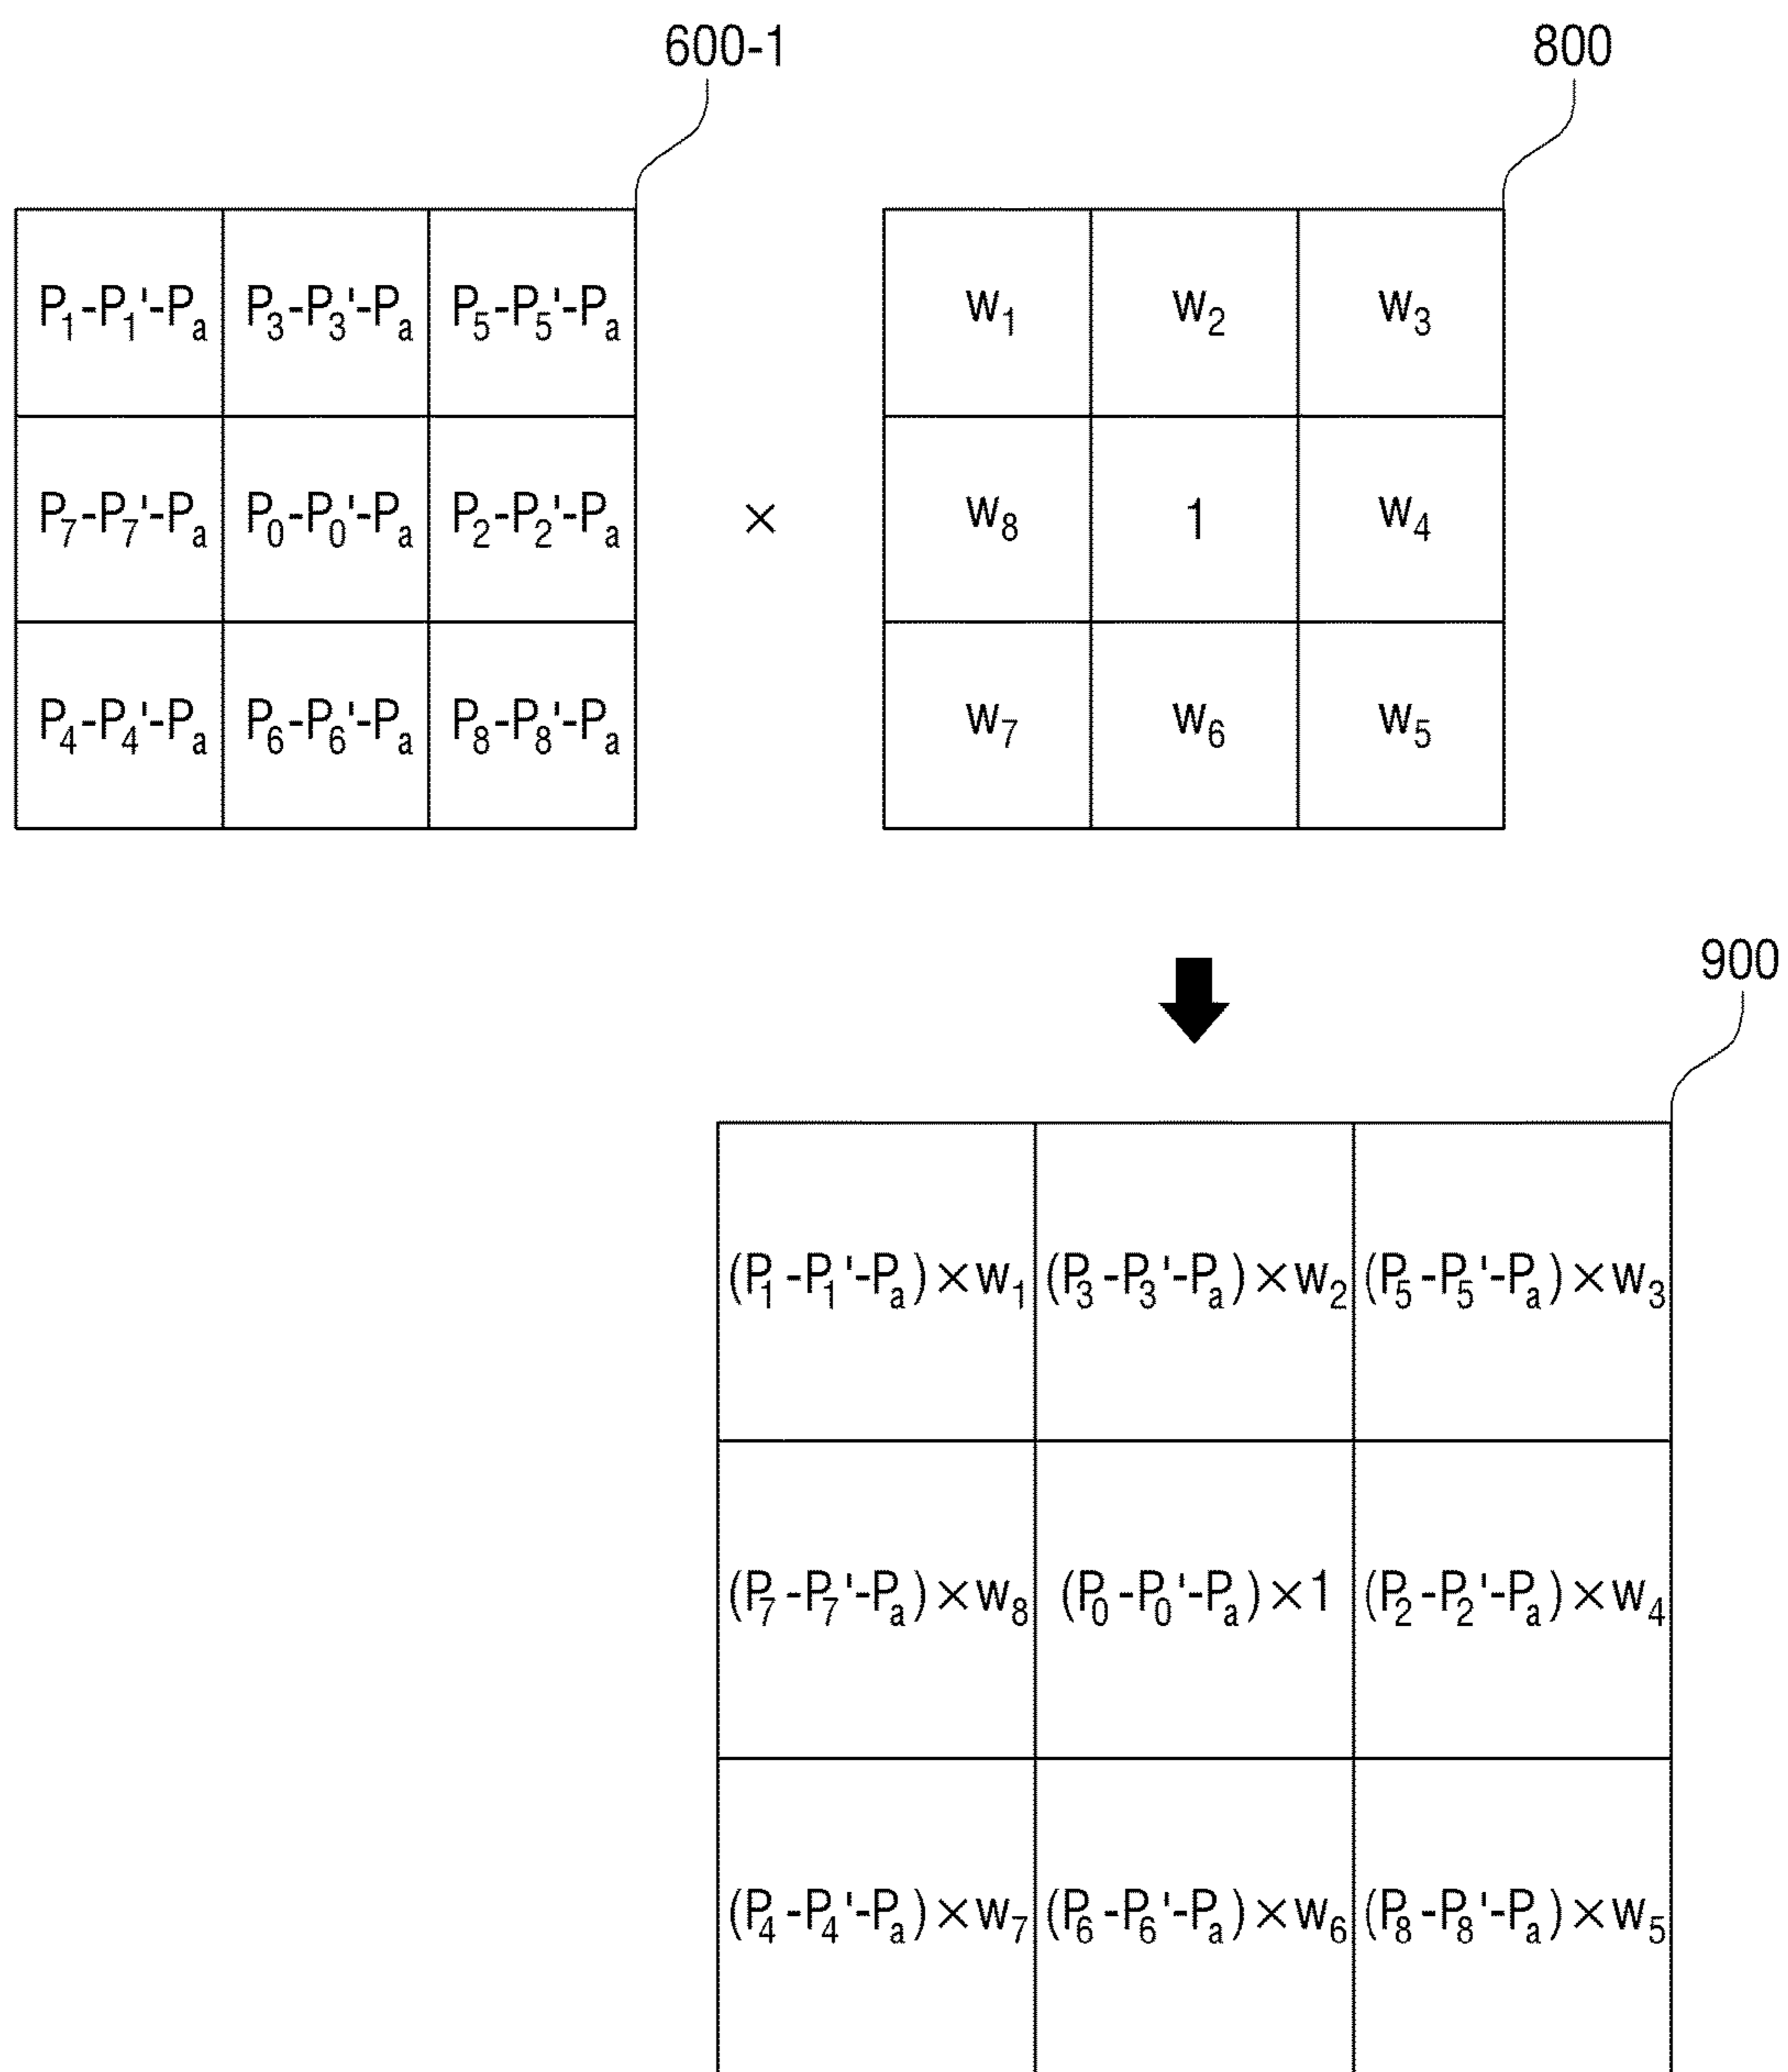 600-1
800
P₁-P₁'-Pₐ P₃-P₃'-Pₐ P₅-P₅'-Pₐ
w₁ w₂ w₃
P₇-P₇'-Pₐ P₀-P₀'-Pₐ P₂-P₂'-Pₐ
×
w₈ 1 w₄
P₄-P₄'-Pₐ P₆-P₆'-Pₐ P₈-P₈'-Pₐ
w₇ w₆ w₅
900
(P₁-P₁'-Pₐ)×w₁ (P₃-P₃'-Pₐ)×w₂ (P₅-P₅'-Pₐ)×w₃
(P₇-P₇'-Pₐ)×w₈ (P₀-P₀'-Pₐ)×1 (P₂-P₂'-Pₐ)×w₄
(P₄-P₄'-Pₐ)×w₇ (P₆-P₆'-Pₐ)×w₆ (P₈-P₈'-Pₐ)×w₅